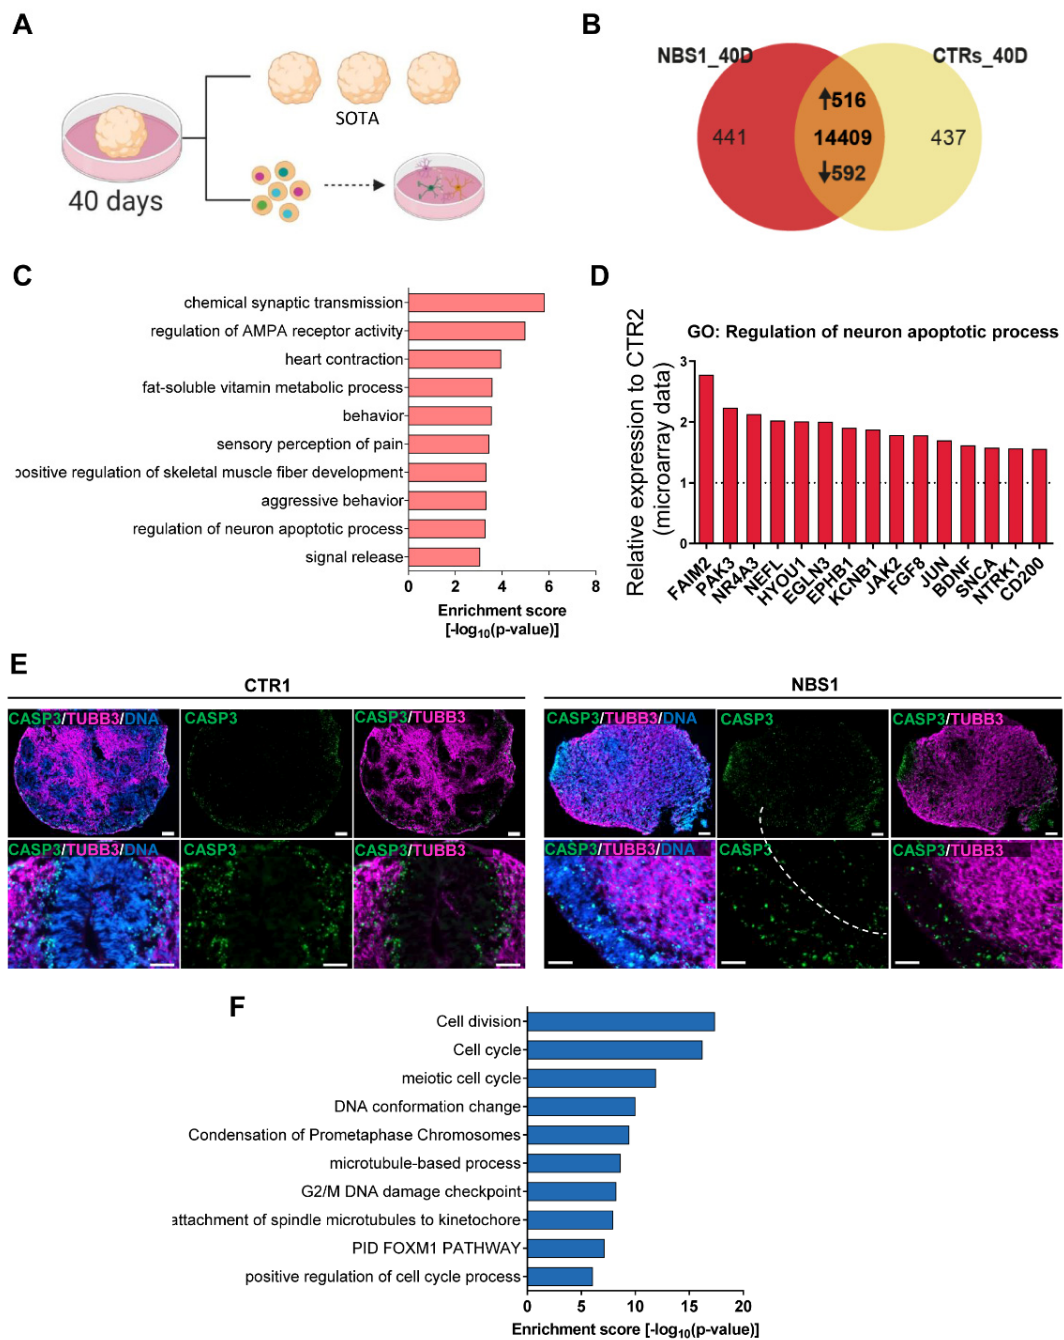 A
SOTA
40 days
B
NBS1_40D
CTRs_40D
↑516
441
14409
437
↓592
C
chemical synaptic transmission
regulation of AMPA receptor activity
heart contraction
fat-soluble vitamin metabolic process
behavior
sensory perception of pain
positive regulation of skeletal muscle fiber development
aggressive behavior
regulation of neuron apoptotic process
signal release
0 2 4 6 8
Enrichment score
[-log10(p-value)]
D
GO: Regulation of neuron apoptotic process
Relative expression to CTR2
(microarray data)
3
2
1
0
FAIM2 PAK3 NR4A3 NEFL HYOU1 EGLN3 EPHB1 KCNB1 JAK2 FGF8 JUN BDNF SNCA NTRK1 CD200
E
CTR1
CASP3/TUBB3/DNA CASP3 CASP3/TUBB3
CASP3/TUBB3/DNA CASP3 CASP3/TUBB3
NBS1
CASP3/TUBB3/DNA CASP3 CASP3/TUBB3
CASP3/TUBB3/DNA CASP3 CASP3/TUBB3
F
Cell division
Cell cycle
meiotic cell cycle
DNA conformation change
Condensation of Prometaphase Chromosomes
microtubule-based process
G2/M DNA damage checkpoint
attachment of spindle microtubules to kinetochore
PID FOXM1 PATHWAY
positive regulation of cell cycle process
0 5 10 15 20
Enrichment score [-log10(p-value)]